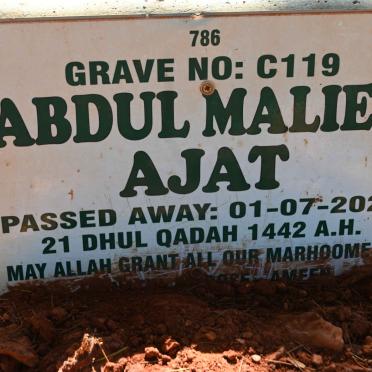 786
GRAVE NO: C119
ABDUL MALIE
AJAT
PASSED AWAY: 01-07-202
21 DHUL QADAH 1442 A.H.
MAY ALLAH GRANT ALL OUR MARHOOME
AMEEN